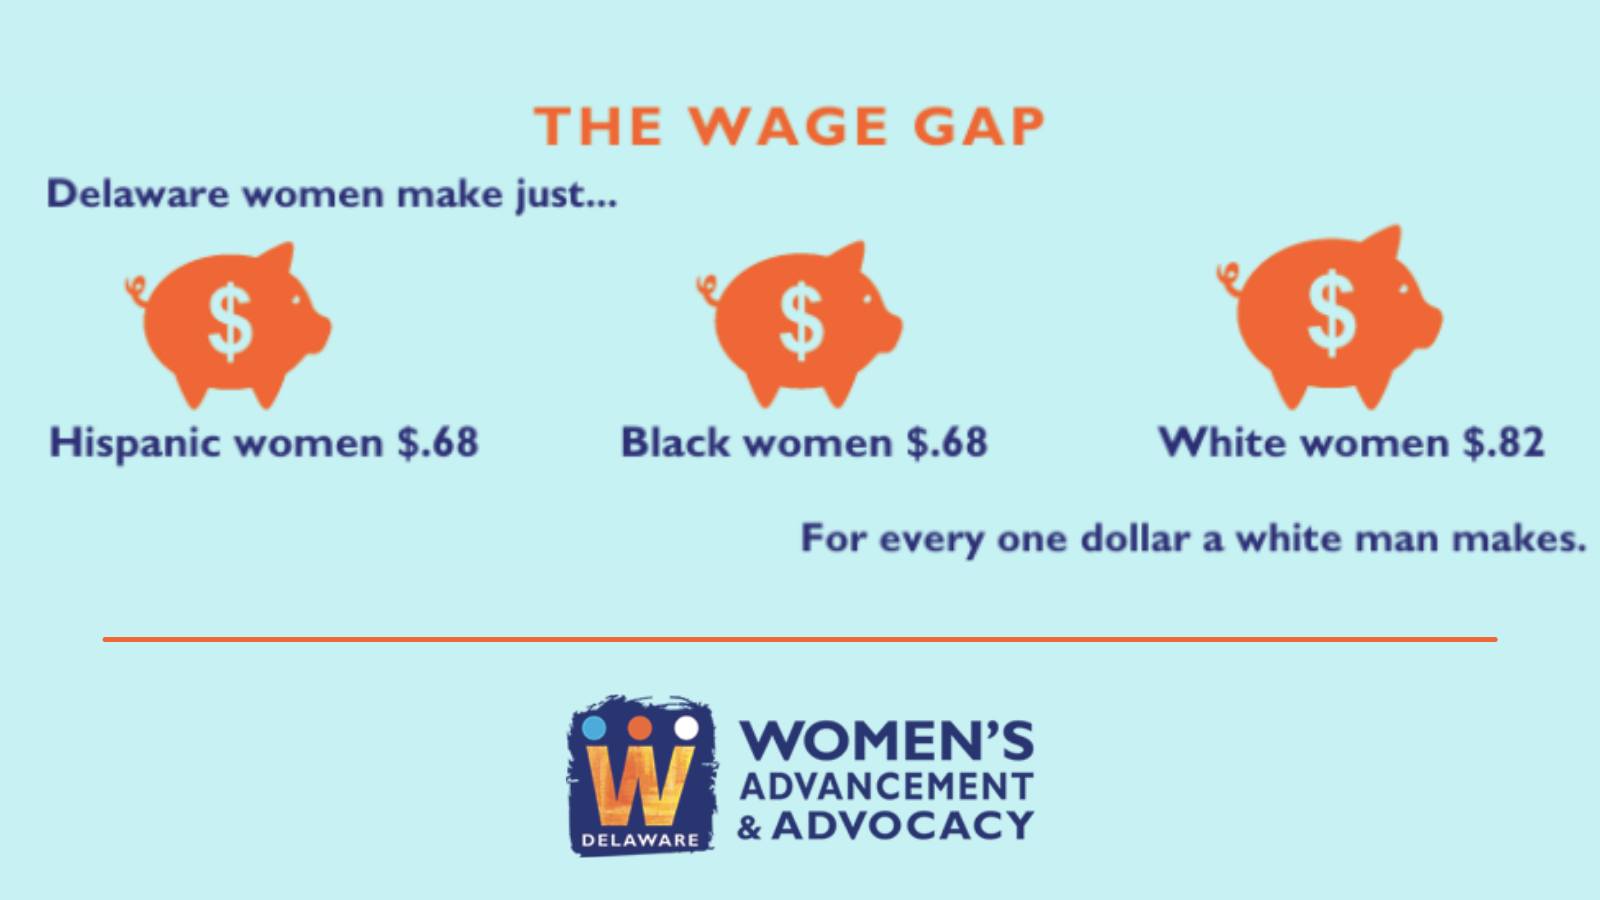 THE WAGE GAP
Delaware women make just...
$ $ $
Hispanic women $.68
Black women $.68
White women $.82
For every one dollar a white man makes.
W
DELAWARE
WOMEN'S
ADVANCEMENT
& ADVOCACY